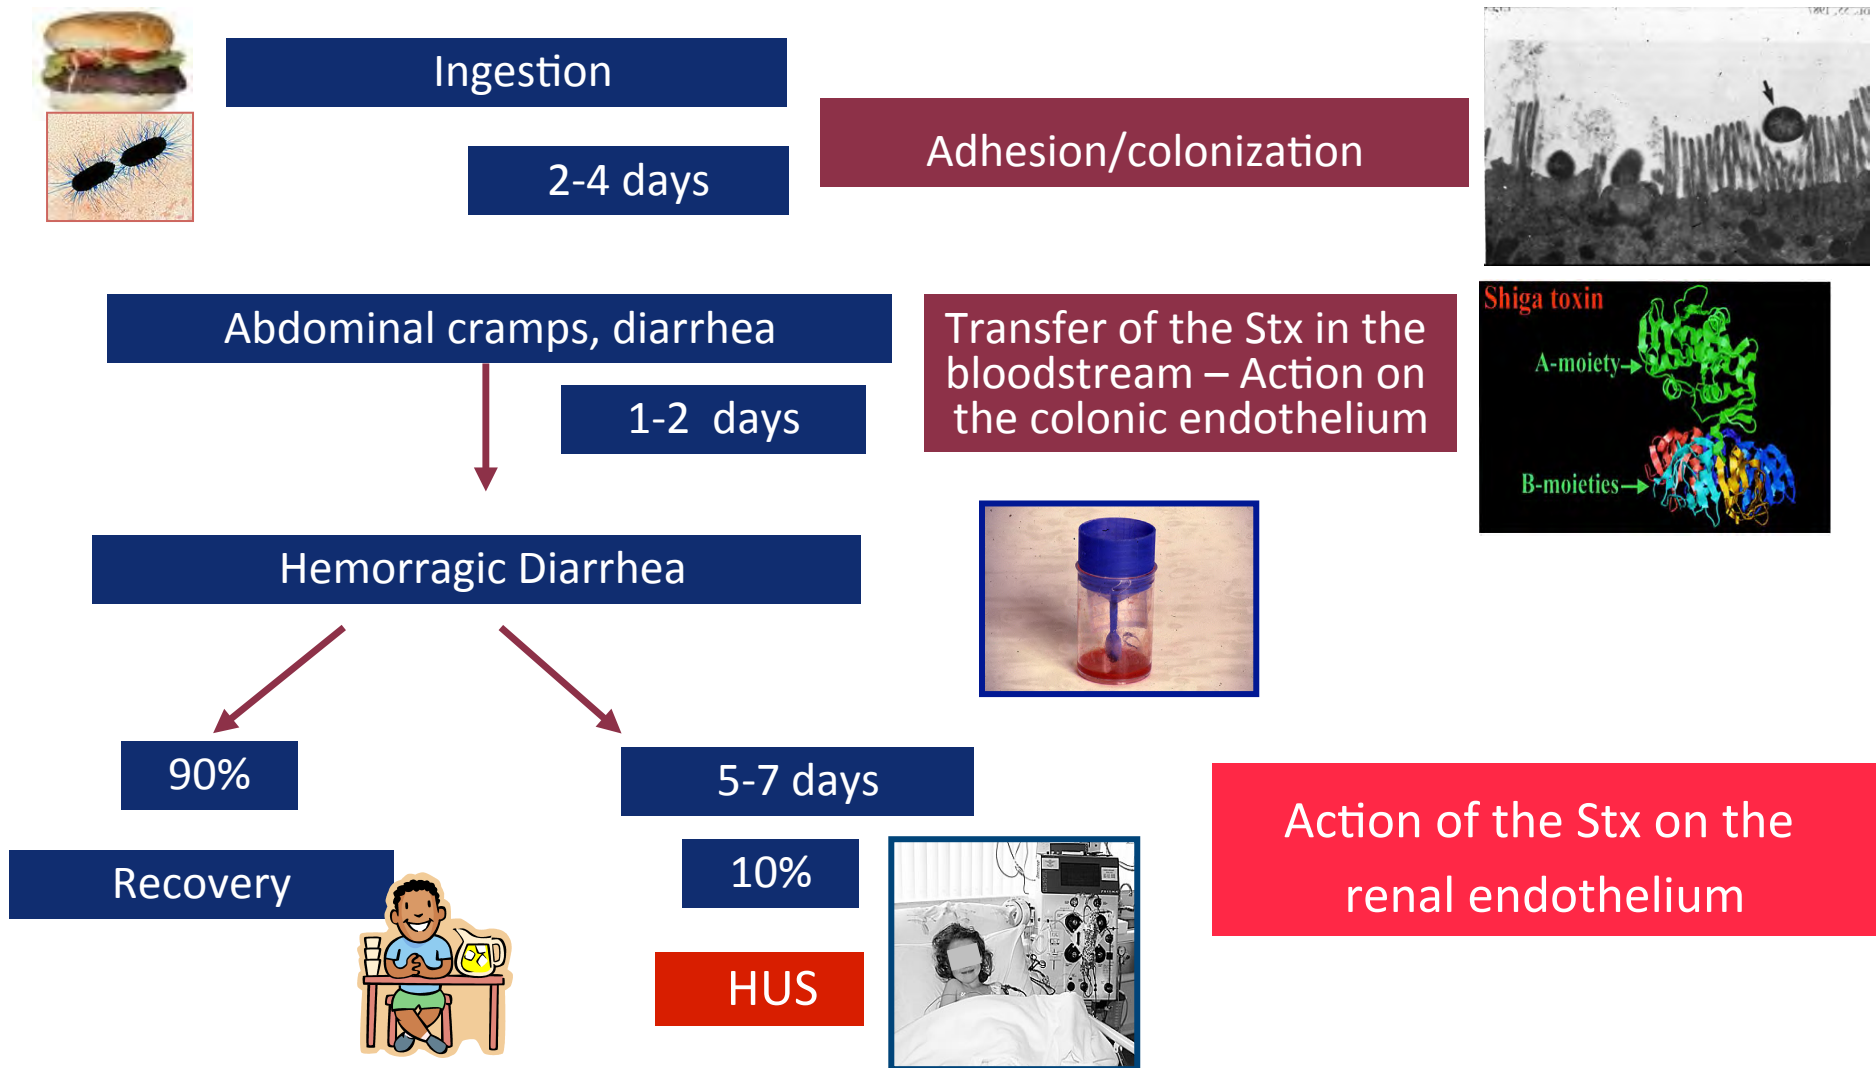 Ingestion
2-4 days
Adhesion/colonization
Abdominal cramps, diarrhea
1-2 days
Transfer of the Stx in the
bloodstream – Action on
the colonic endothelium
Shiga toxin
A-moiety
B-moieties
Hemorragic Diarrhea
90%
Recovery
5-7 days
10%
HUS
Action of the Stx on the
renal endothelium